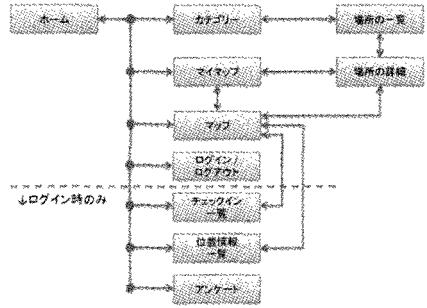 ホーム
カテゴリー
場所の一覧
マイマップ
場所の詳細
マップ
ログイン/
ログアウト
↓ログイン時のみ
チェックイン
一覧
位置情報
一覧
アンケート